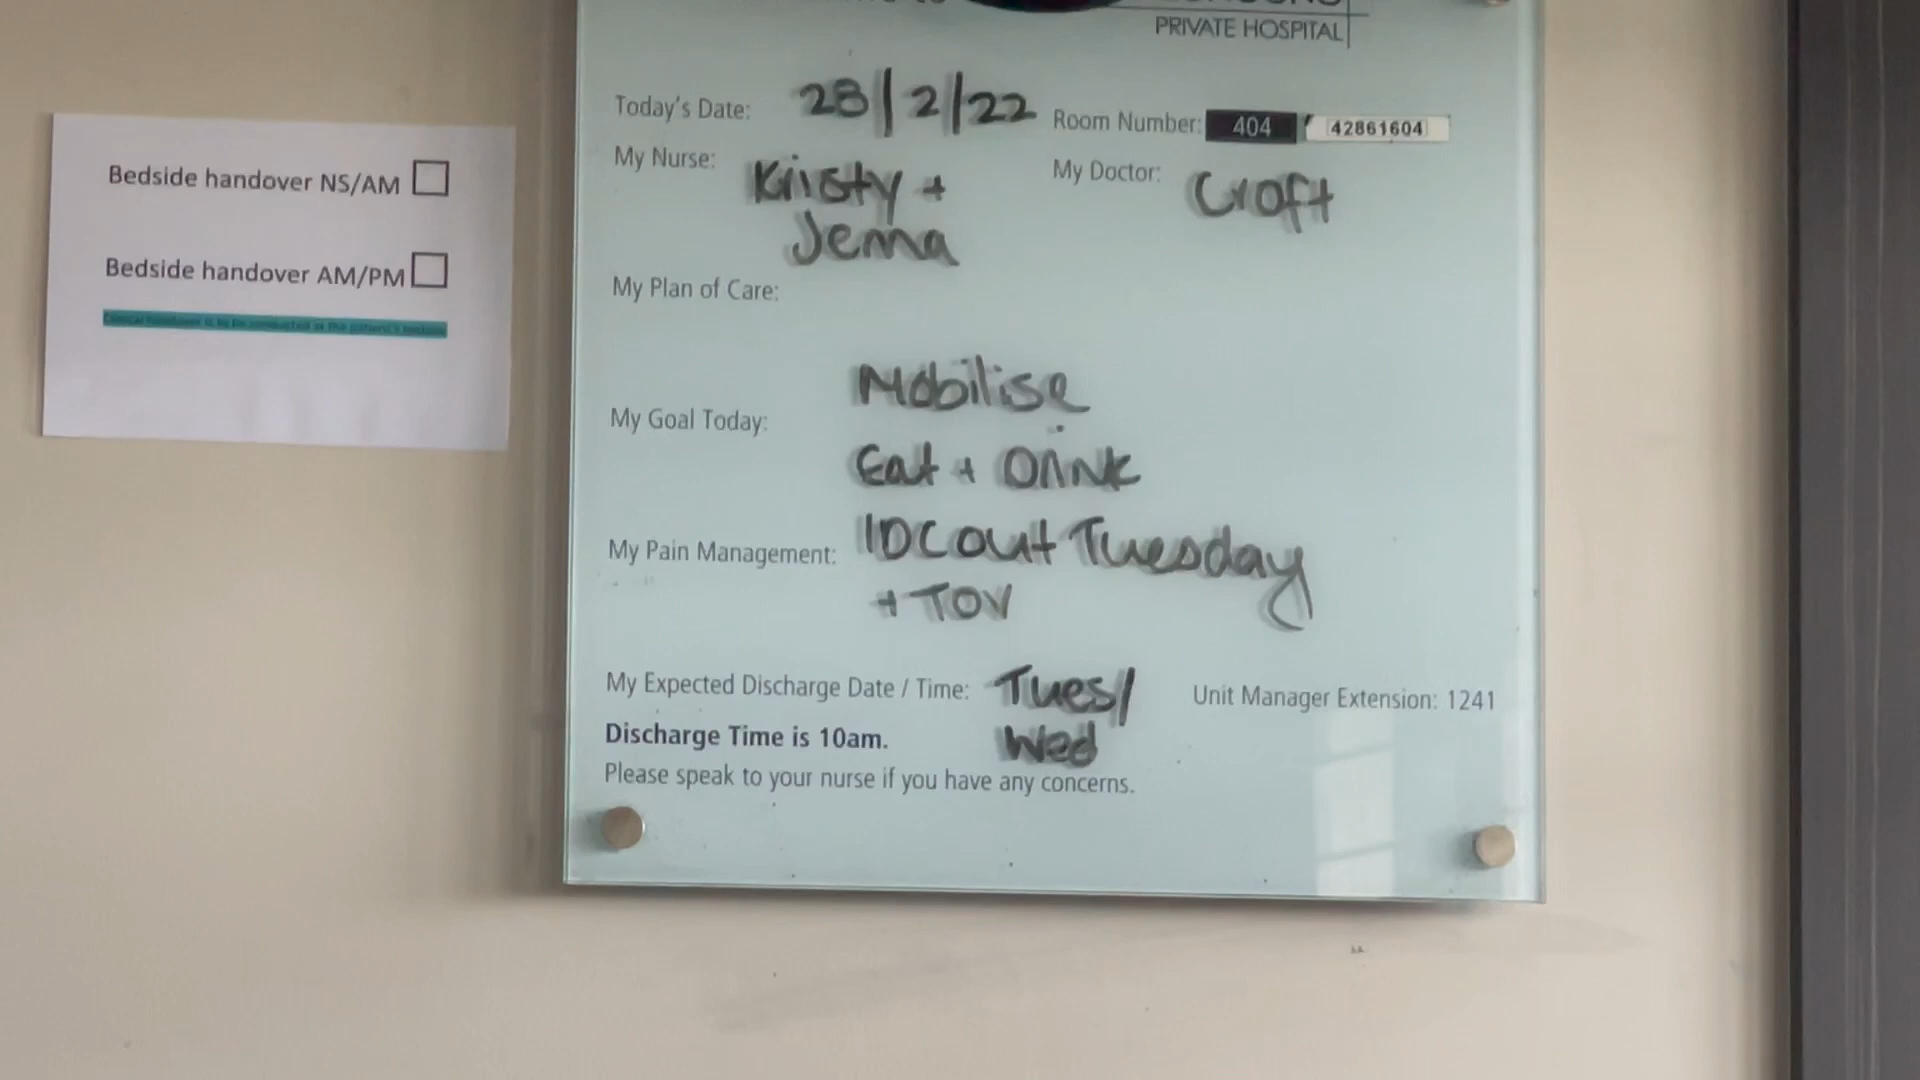 PRIVATE HOSPITAL
Today's Date: 28/2/22 Room Number: 404 42861604
My Nurse: Kristy + My Doctor: Croft
Jenna
My Plan of Care:
Mobilise
My Goal Today:
Eat + Drink
My Pain Management: IDC out Tuesday
+ TOV
My Expected Discharge Date / Time: Tues/ Unit Manager Extension: 1241
Discharge Time is 10am. Wed
Please speak to your nurse if you have any concerns.
Bedside handover NS/AM
Bedside handover AM/PM